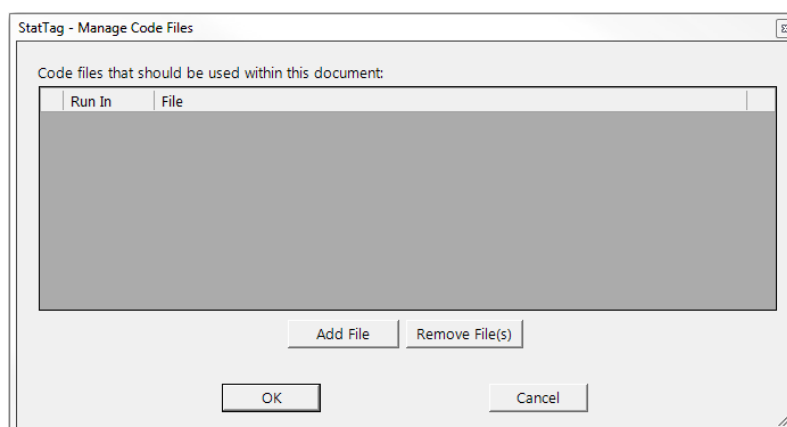 StatTag - Manage Code Files
Code files that should be used within this document:
Run In File
Add File Remove File(s)
OK Cancel